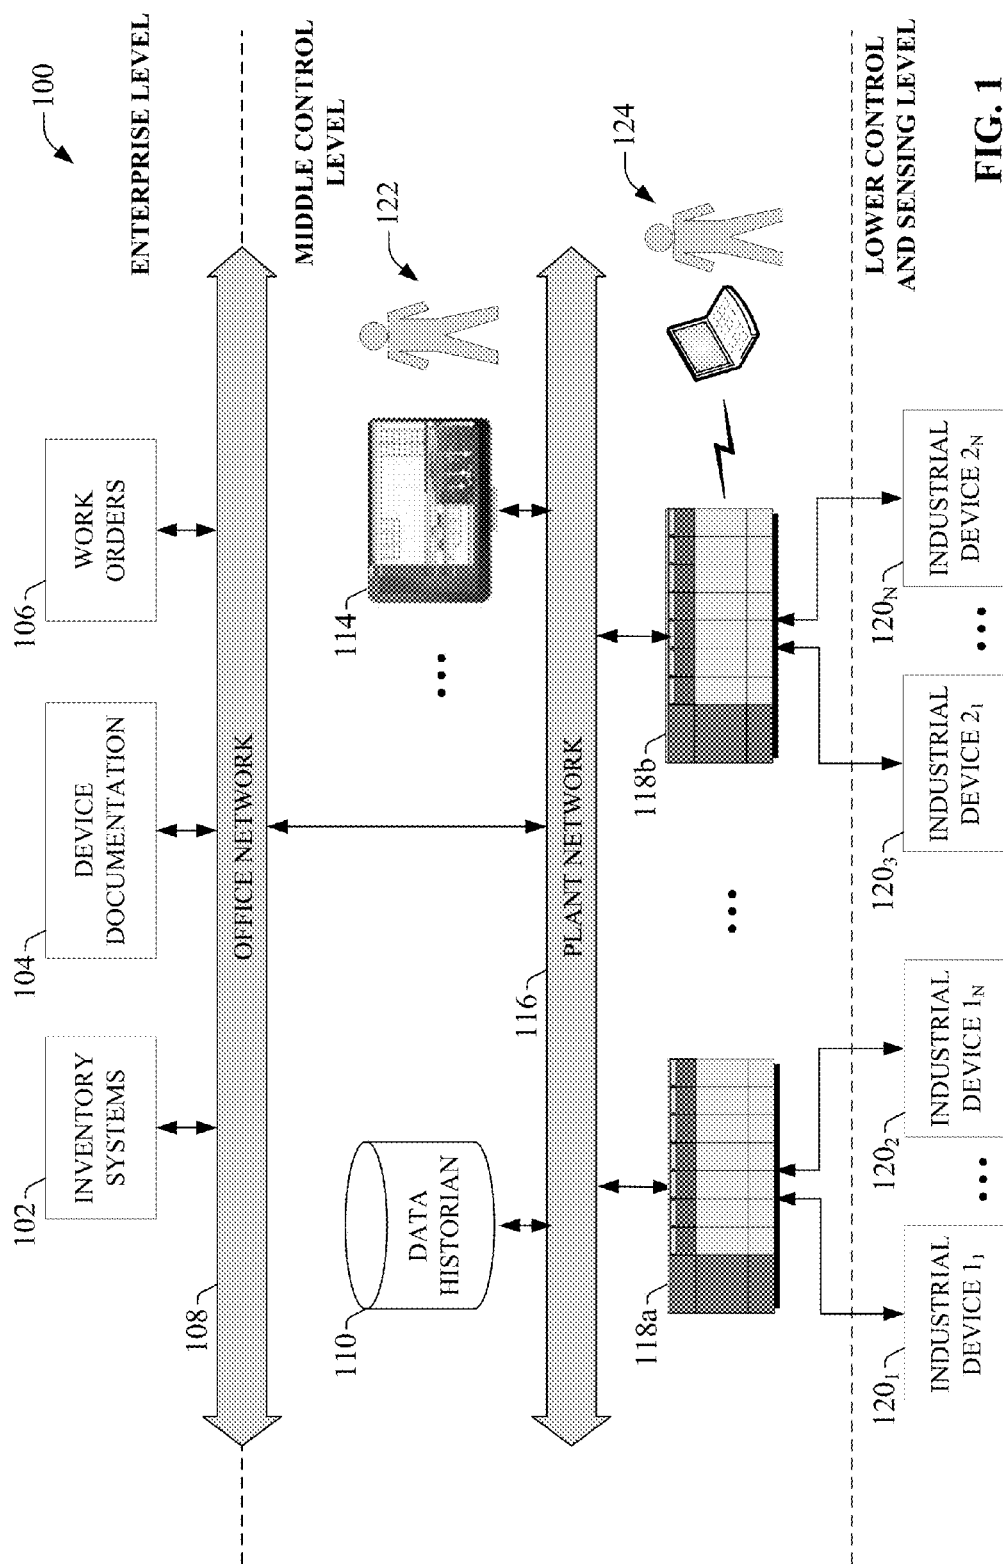 100
ENTERPRISE LEVEL
102
INVENTORY
SYSTEMS
104
DEVICE
DOCUMENTATION
106
WORK
ORDERS
108
OFFICE NETWORK
MIDDLE CONTROL
LEVEL
110
DATA
HISTORIAN
114
122
116
PLANT NETWORK
118a
118b
124
LOWER CONTROL
AND SENSING LEVEL
120₁
INDUSTRIAL
DEVICE 1₁
120₂
INDUSTRIAL
DEVICE 1N
120₃
INDUSTRIAL
DEVICE 2₁
120N
INDUSTRIAL
DEVICE 2N
FIG. 1